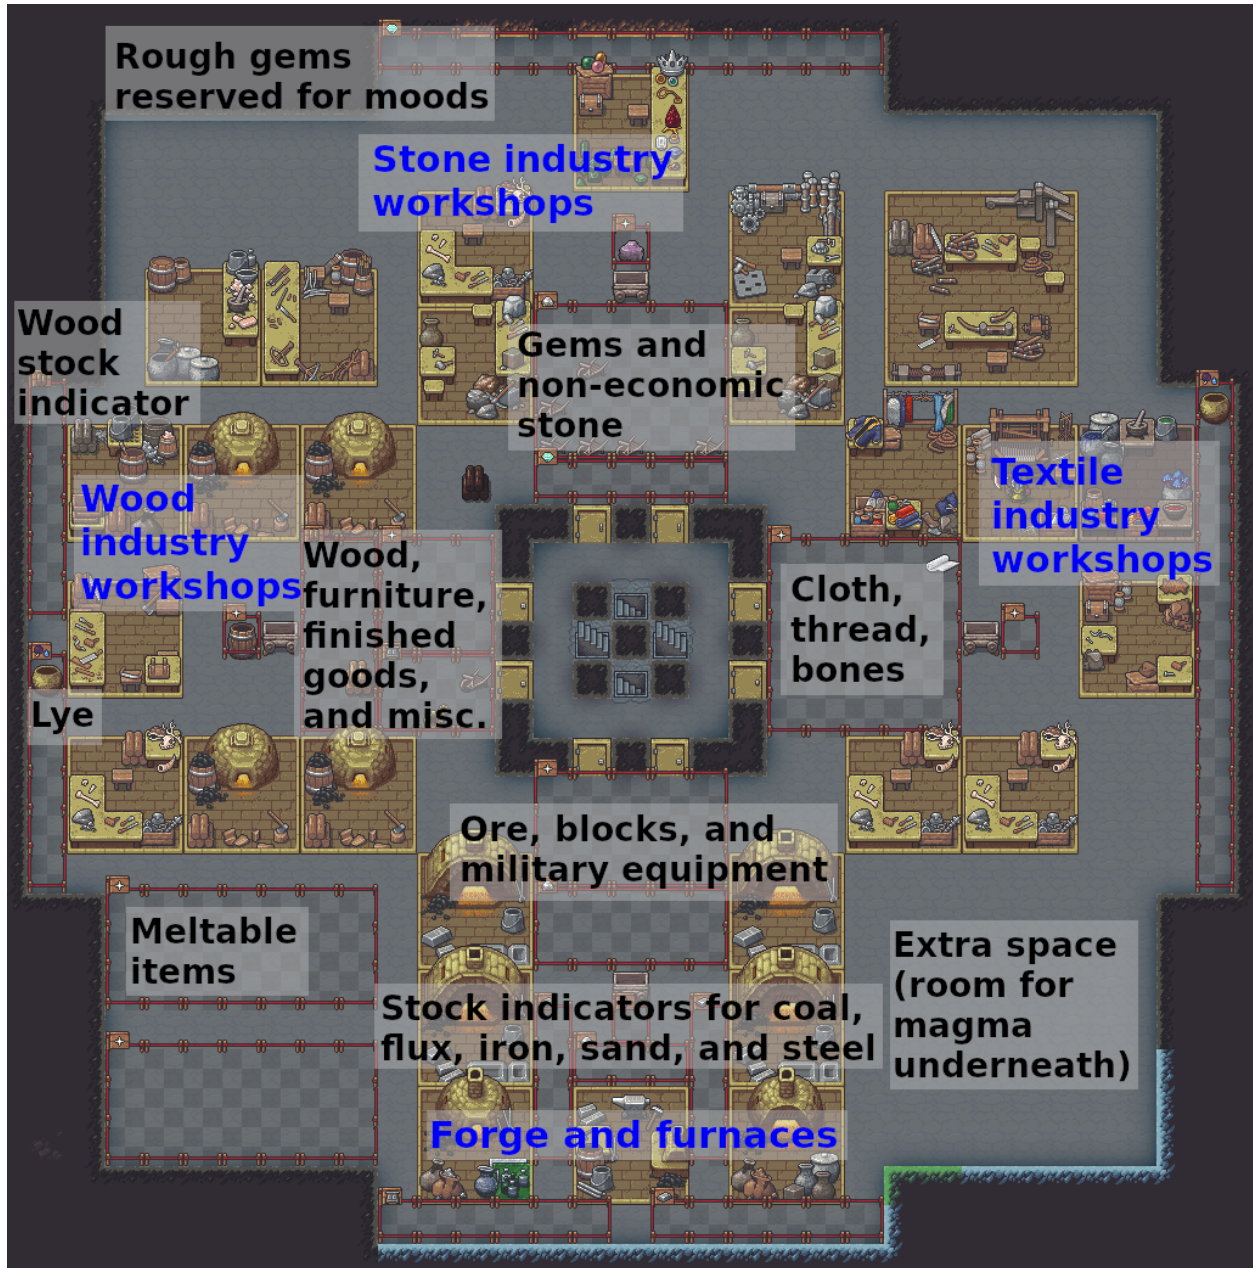 Rough gems
reserved for moods
Stone industry
workshops
Wood
stock
indicator
Gems and
non-economic
stone
Wood
industry
workshops
Textile
industry
workshops
Wood,
furniture,
finished
goods,
and misc.
Cloth,
thread,
bones
Lye
Ore, blocks, and
military equipment
Meltable
items
Extra space
(room for
magma
underneath)
Stock indicators for coal,
flux, iron, sand, and steel
Forge and furnaces